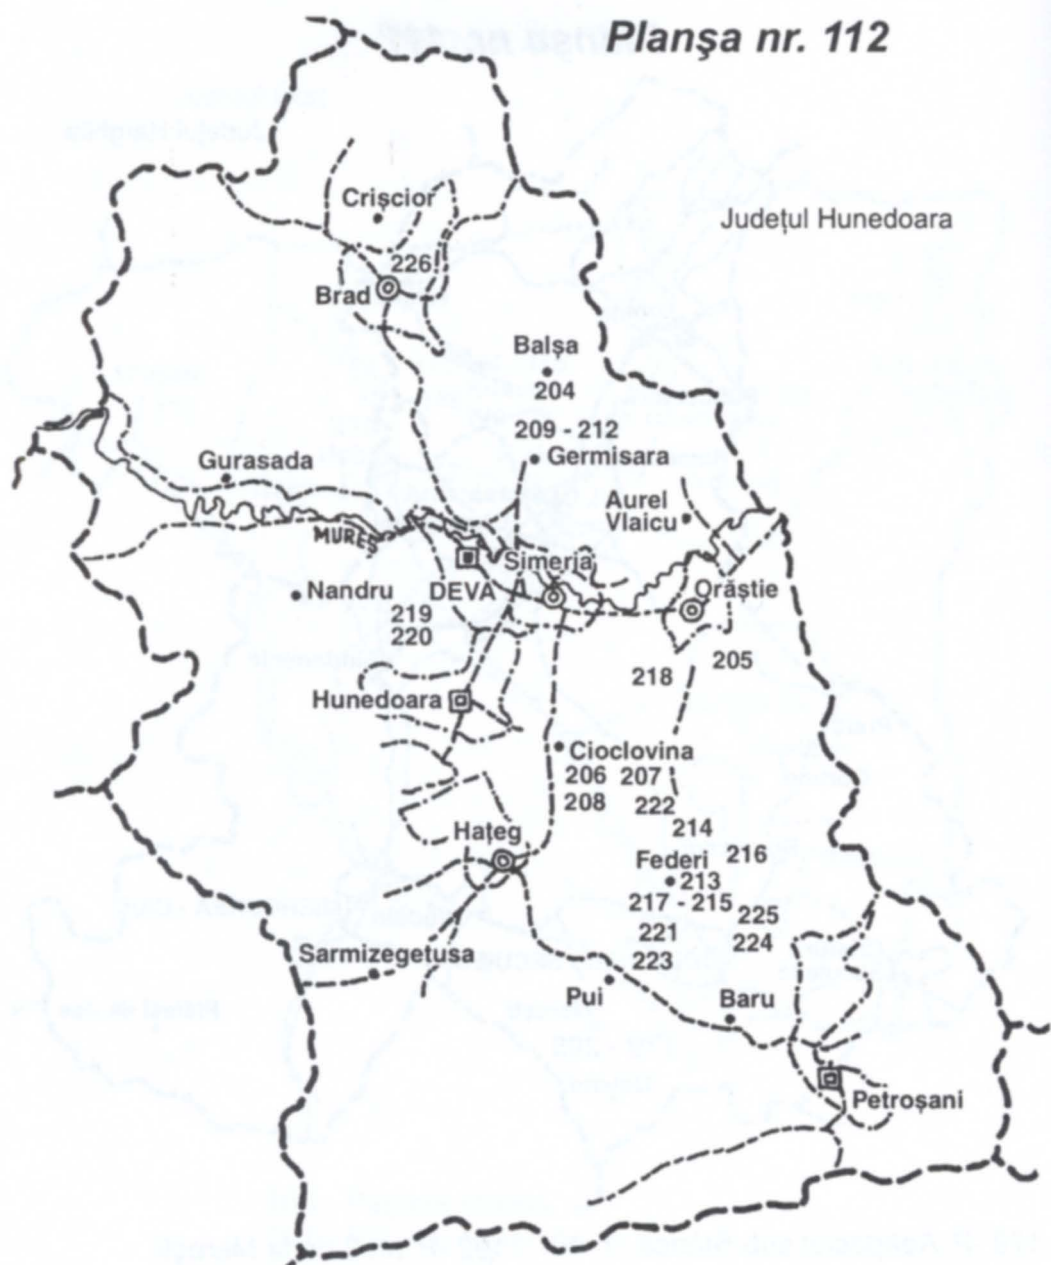 Planşa nr. 112
Judeţul Hunedoara
Crişcior
226
Brad
Balşa
204
209 - 212
Germisara
Gurasada
Aurel
Vlaicu
MUREŞ
Simeria
Nandru
DEVA
Orăştie
219
220
205
218
Hunedoara
Cioclovina
206 207
208
222
214
Haţeg
Federi
216
213
217 - 215
225
221
224
223
Sarmizegetusa
Pui
Baru
Petroşani